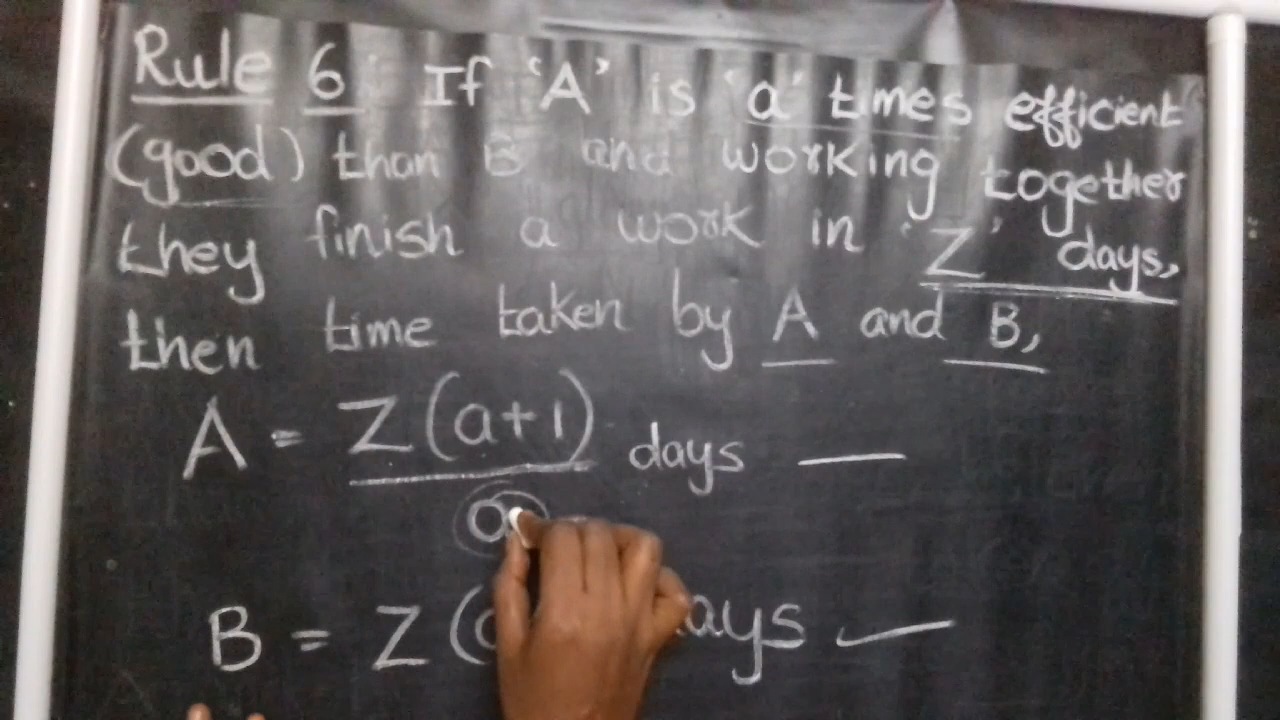 Rule 6: If 'A' is 'a' times efficient
(good) than B and working together
they finish a work in 'Z' days,
then time taken by A and B,
A = Z(a+1) days —
a
B = Z( ays —